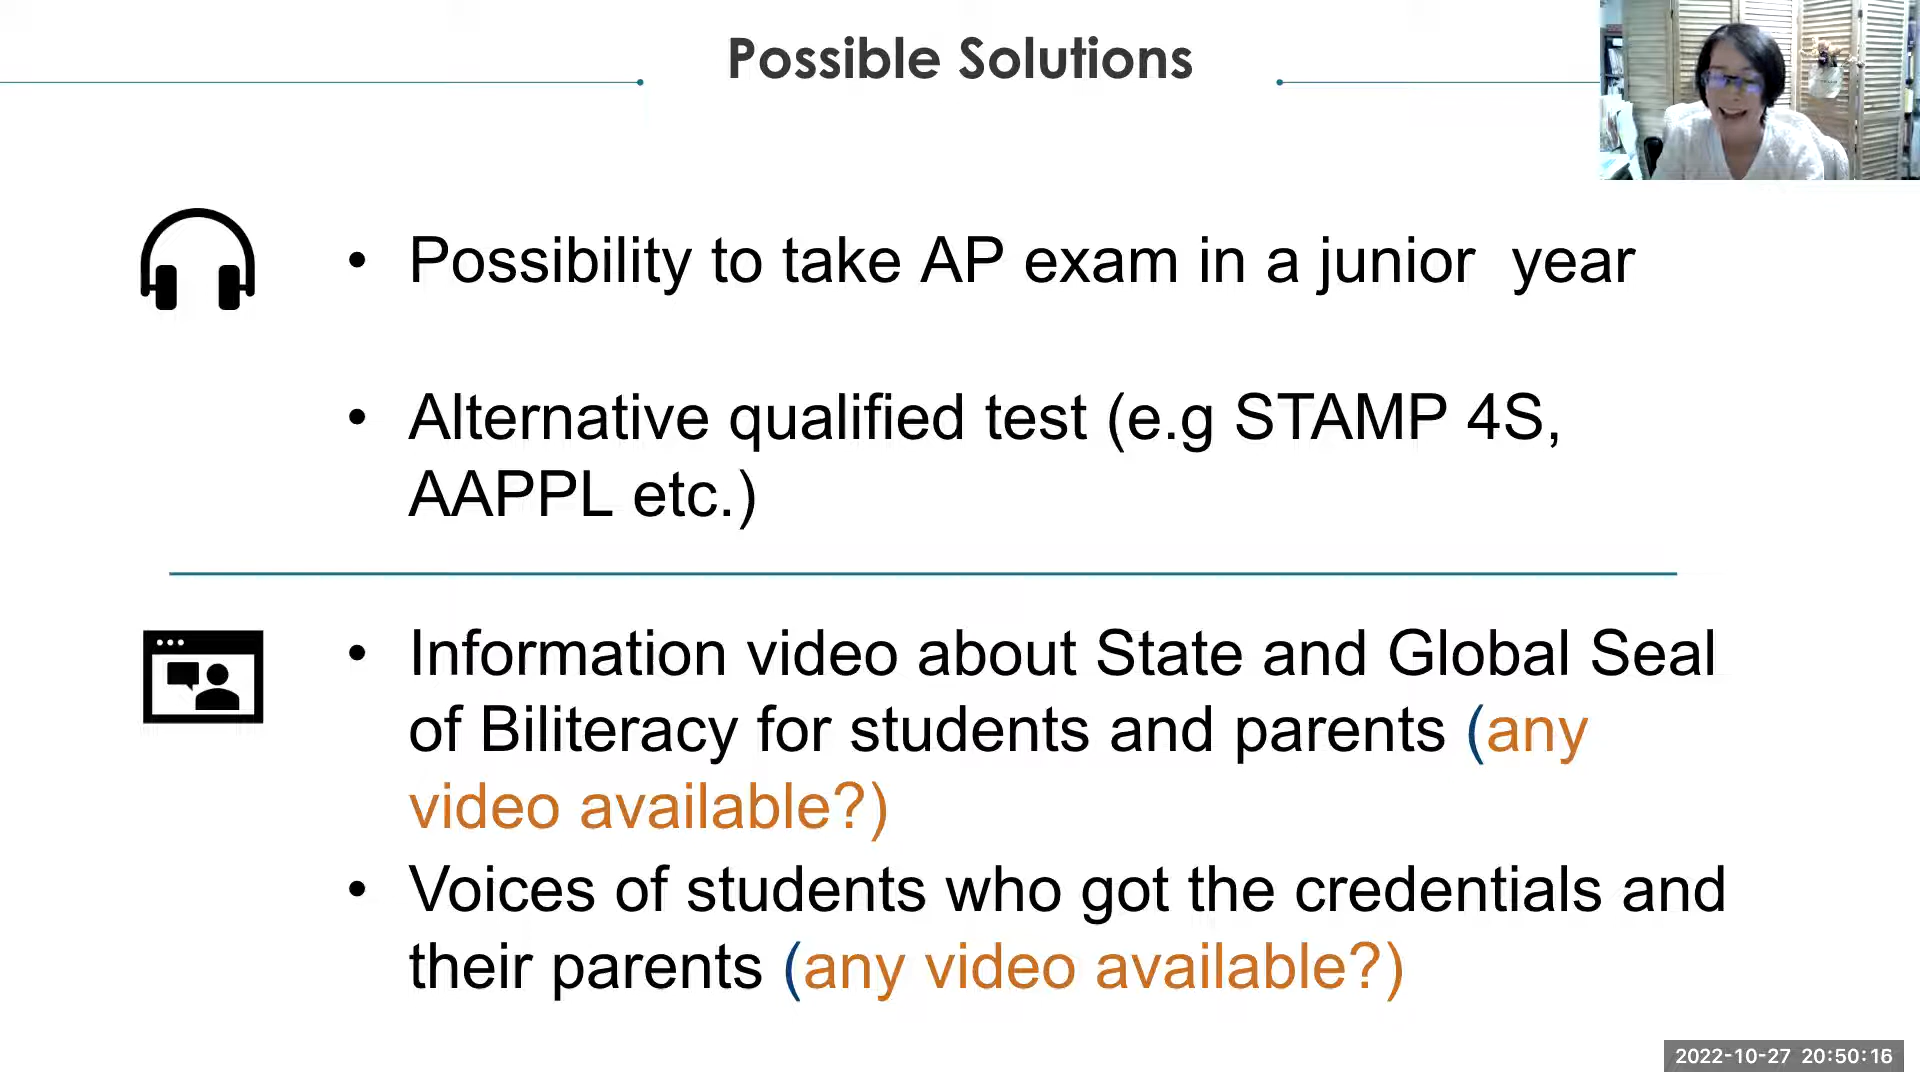 Possible Solutions
• Possibility to take AP exam in a junior  year
• Alternative qualified test (e.g STAMP 4S,
AAPPL etc.)
• Information video about State and Global Seal
of Biliteracy for students and parents (any
video available?)
• Voices of students who got the credentials and
their parents (any video available?)
2022-10-27 20:50:16